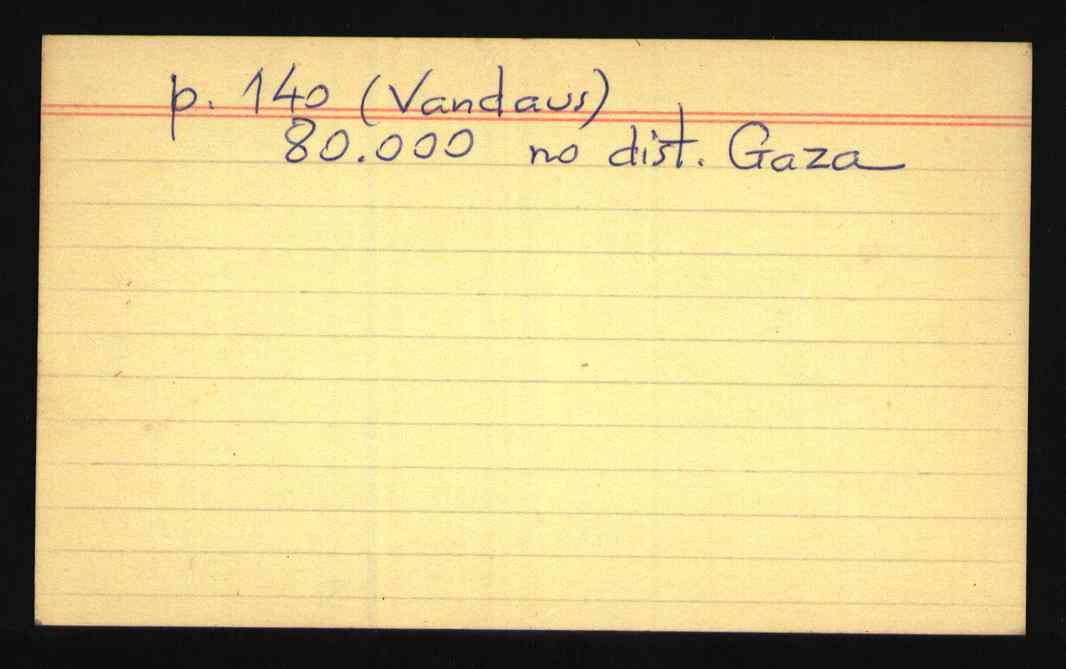 p. 140 (Vandaus)
80.000 no dist. Gaza